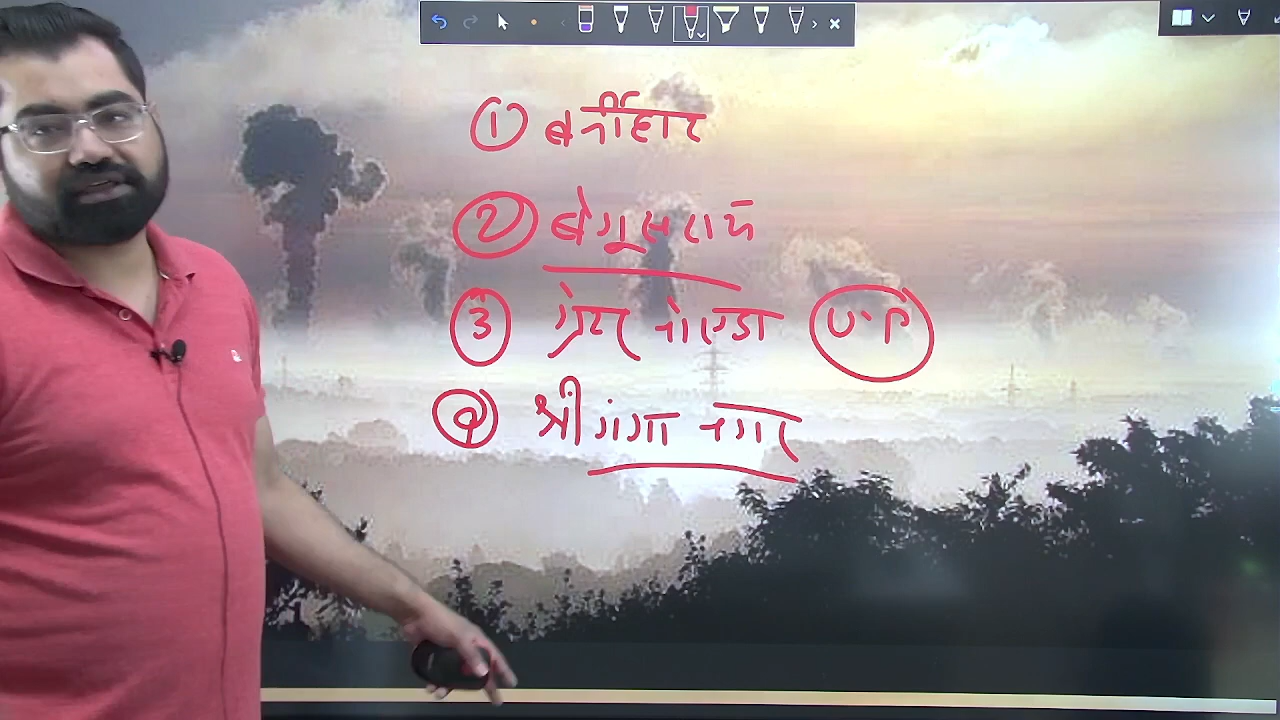 ① बर्नीहाट
② बेगूसराय
③ ग्रेटर नोएडा U.P
④ श्री गंगा नगर